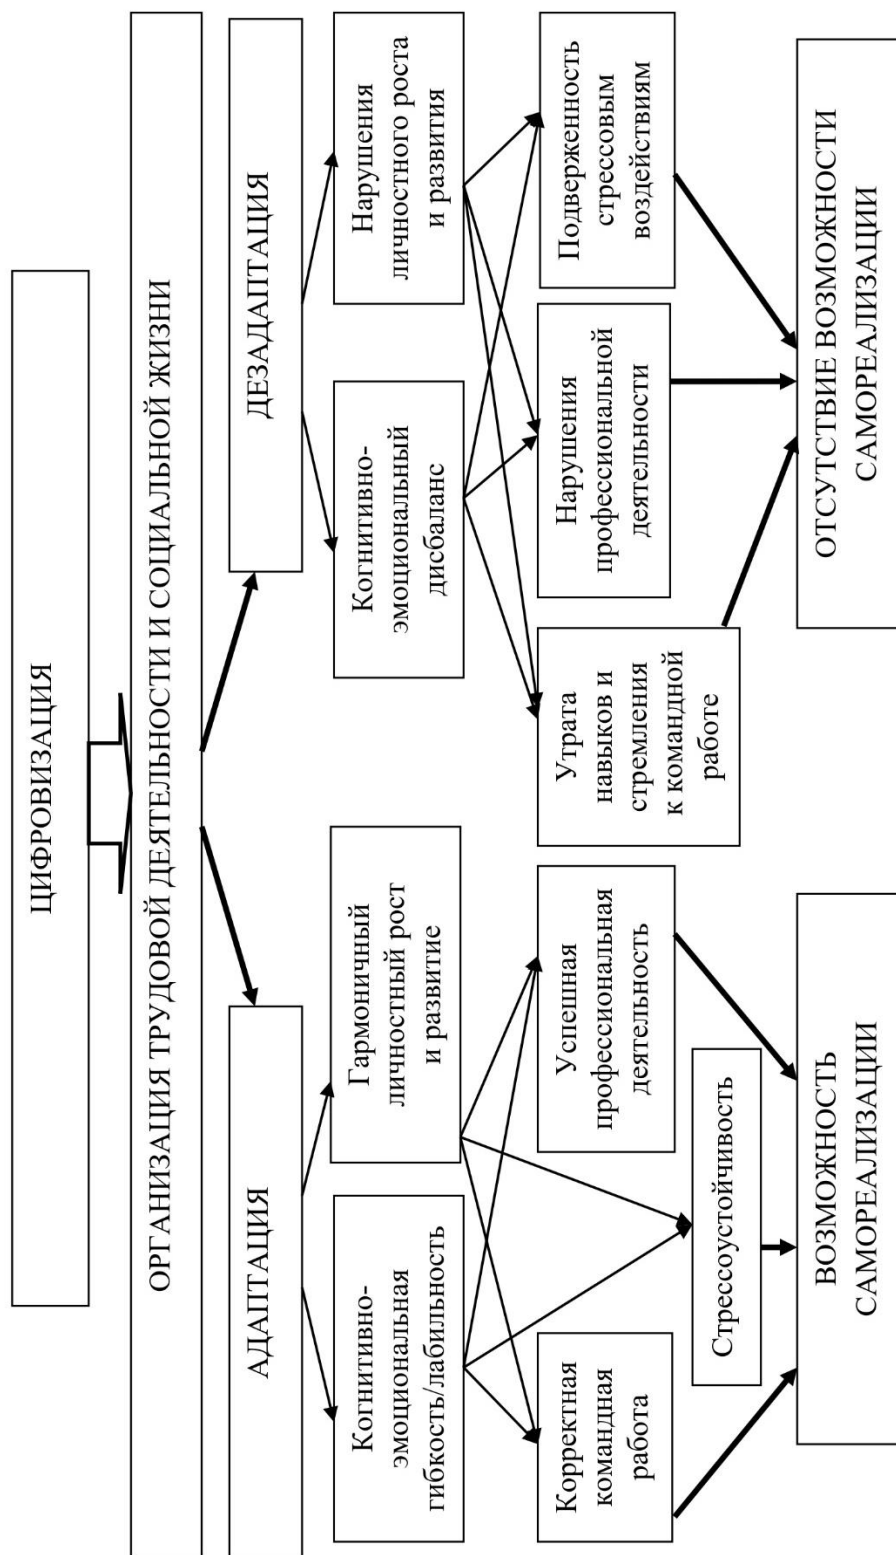 ЦИФРОВИЗАЦИЯ
ОРГАНИЗАЦИЯ ТРУДОВОЙ ДЕЯТЕЛЬНОСТИ И СОЦИАЛЬНОЙ ЖИЗНИ
АДАПТАЦИЯ
ДЕЗАДАПТАЦИЯ
Когнитивно-
эмоциональная
гибкость/лабильность
Гармоничный
личностный рост
и развитие
Когнитивно-
эмоциональный
дисбаланс
Нарушения
личностного роста
и развития
Корректная
командная
работа
Стрессоустойчивость
Успешная
профессиональная
деятельность
Утрата
навыков и
стремления
к командной
работе
Нарушения
профессиональной
деятельности
Подверженность
стрессовым
воздействиям
ВОЗМОЖНОСТЬ
САМОРЕАЛИЗАЦИИ
ОТСУТСТВИЕ ВОЗМОЖНОСТИ
САМОРЕАЛИЗАЦИИ